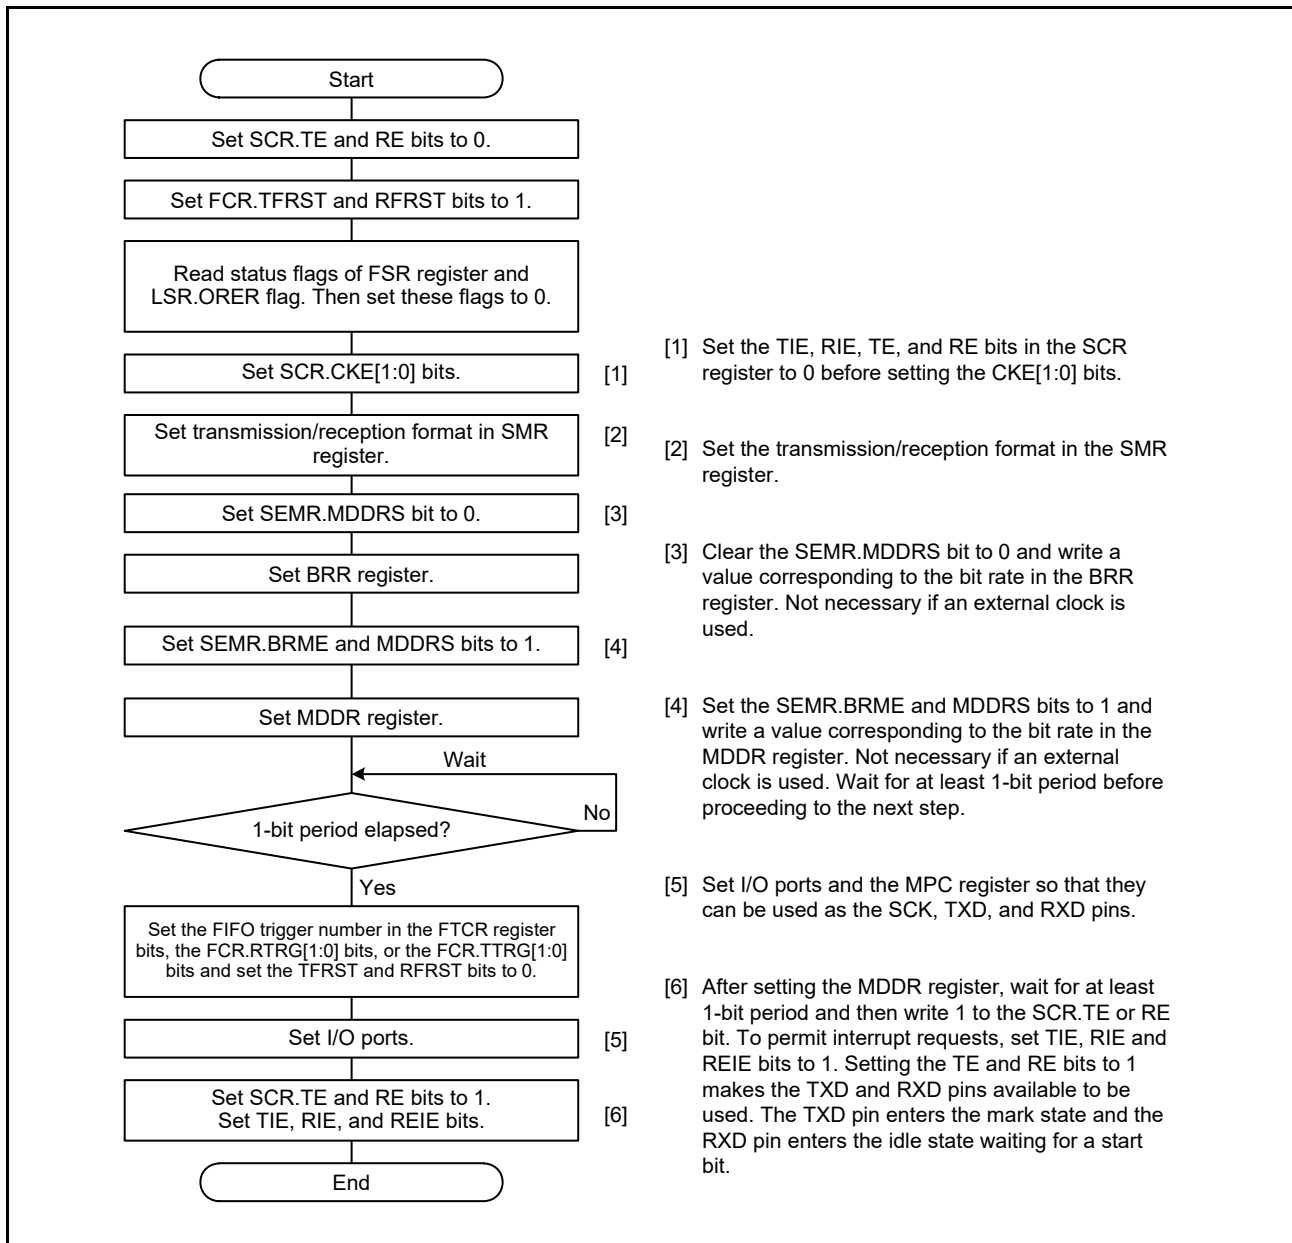 Start
Set SCR.TE and RE bits to 0.
Set FCR.TFRST and RFRST bits to 1.
Read status flags of FSR register and
LSR.ORER flag. Then set these flags to 0.
Set SCR.CKE[1:0] bits.
[1]
Set transmission/reception format in SMR
register.
[2]
Set SEMR.MDDRS bit to 0.
[3]
Set BRR register.
Set SEMR.BRME and MDDRS bits to 1.
[4]
Set MDDR register.
Wait
1-bit period elapsed?
No
Yes
Set the FIFO trigger number in the FTCR register
bits, the FCR.RTRG[1:0] bits, or the FCR.TTRG[1:0]
bits and set the TFRST and RFRST bits to 0.
Set I/O ports.
[5]
Set SCR.TE and RE bits to 1.
Set TIE, RIE, and REIE bits.
[6]
End
[1] Set the TIE, RIE, TE, and RE bits in the SCR
register to 0 before setting the CKE[1:0] bits.
[2] Set the transmission/reception format in the SMR
register.
[3] Clear the SEMR.MDDRS bit to 0 and write a
value corresponding to the bit rate in the BRR
register. Not necessary if an external clock is
used.
[4] Set the SEMR.BRME and MDDRS bits to 1 and
write a value corresponding to the bit rate in the
MDDR register. Not necessary if an external
clock is used. Wait for at least 1-bit period before
proceeding to the next step.
[5] Set I/O ports and the MPC register so that they
can be used as the SCK, TXD, and RXD pins.
[6] After setting the MDDR register, wait for at least
1-bit period and then write 1 to the SCR.TE or RE
bit. To permit interrupt requests, set TIE, RIE and
REIE bits to 1. Setting the TE and RE bits to 1
makes the TXD and RXD pins available to be
used. The TXD pin enters the mark state and the
RXD pin enters the idle state waiting for a start
bit.